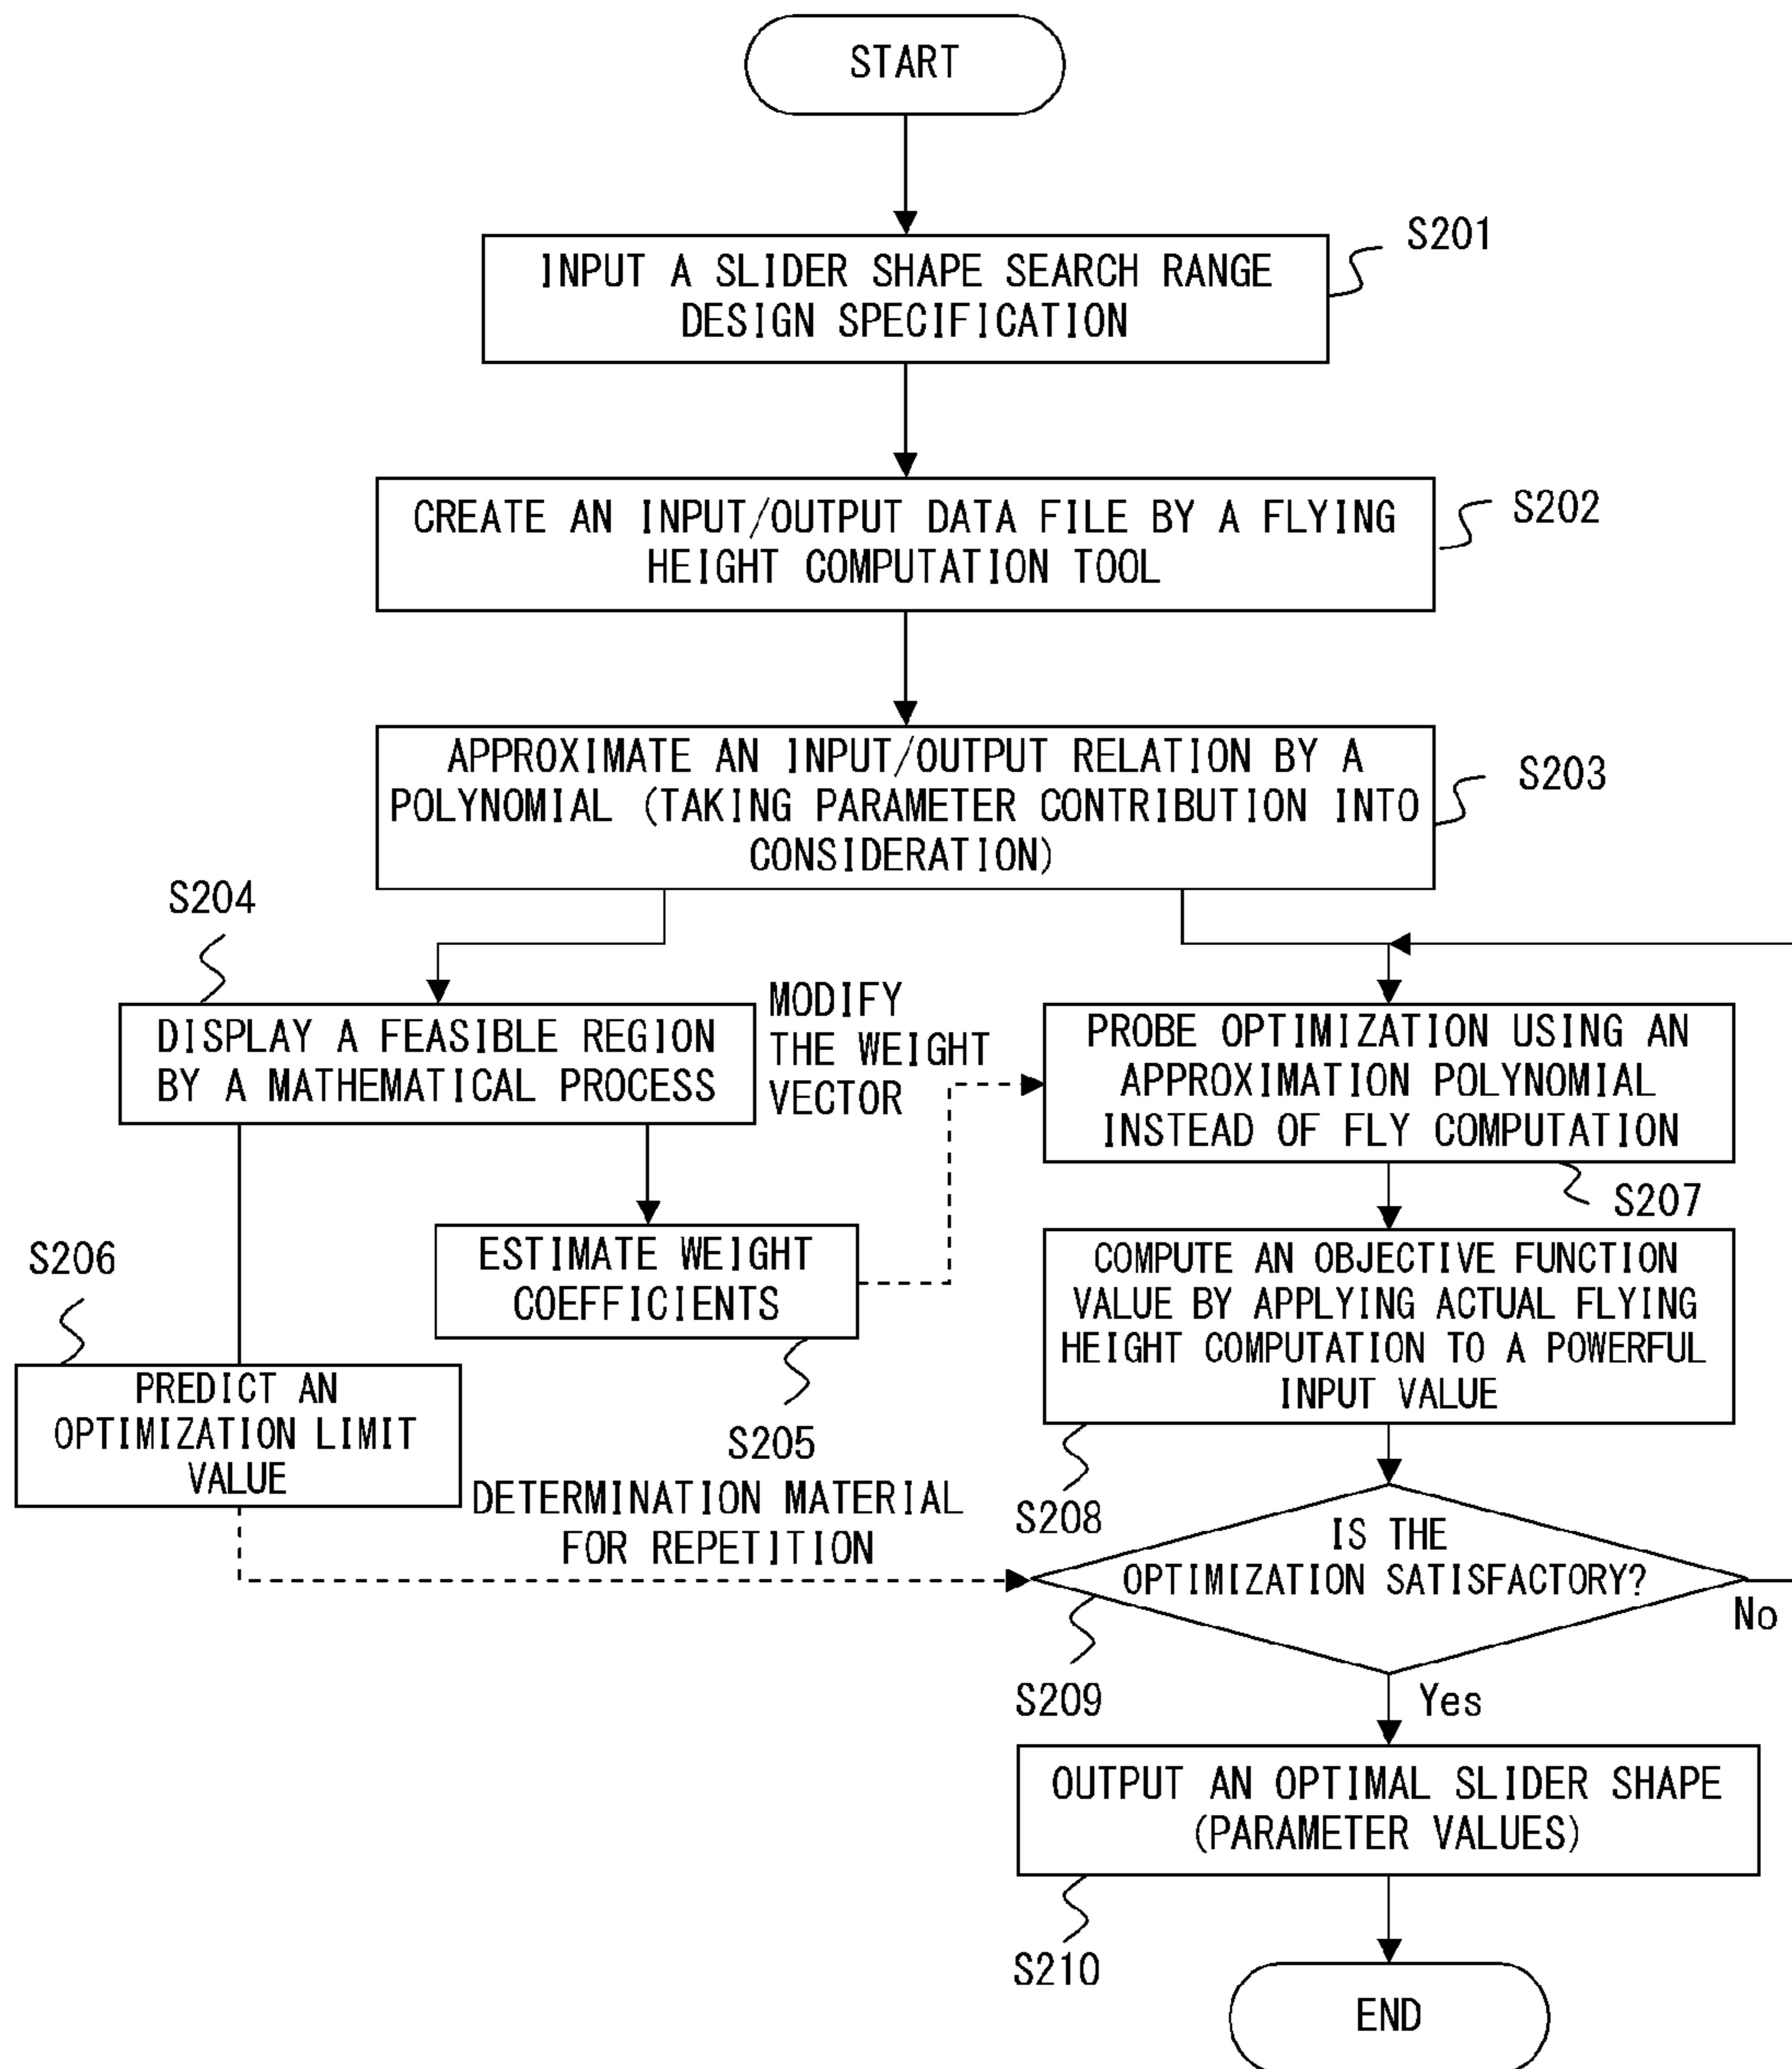 START
S201
INPUT A SLIDER SHAPE SEARCH RANGE
DESIGN SPECIFICATION
S202
CREATE AN INPUT/OUTPUT DATA FILE BY A FLYING
HEIGHT COMPUTATION TOOL
S203
APPROXIMATE AN INPUT/OUTPUT RELATION BY A
POLYNOMIAL (TAKING PARAMETER CONTRIBUTION INTO
CONSIDERATION)
S204
DISPLAY A FEASIBLE REGION
BY A MATHEMATICAL PROCESS
MODIFY
THE WEIGHT
VECTOR
PROBE OPTIMIZATION USING AN
APPROXIMATION POLYNOMIAL
INSTEAD OF FLY COMPUTATION
S207
S206
ESTIMATE WEIGHT
COEFFICIENTS
S205
COMPUTE AN OBJECTIVE FUNCTION
VALUE BY APPLYING ACTUAL FLYING
HEIGHT COMPUTATION TO A POWERFUL
INPUT VALUE
PREDICT AN
OPTIMIZATION LIMIT
VALUE
DETERMINATION MATERIAL
FOR REPETITION
S208
IS THE
OPTIMIZATION SATISFACTORY?
No
S209
Yes
OUTPUT AN OPTIMAL SLIDER SHAPE
(PARAMETER VALUES)
S210
END